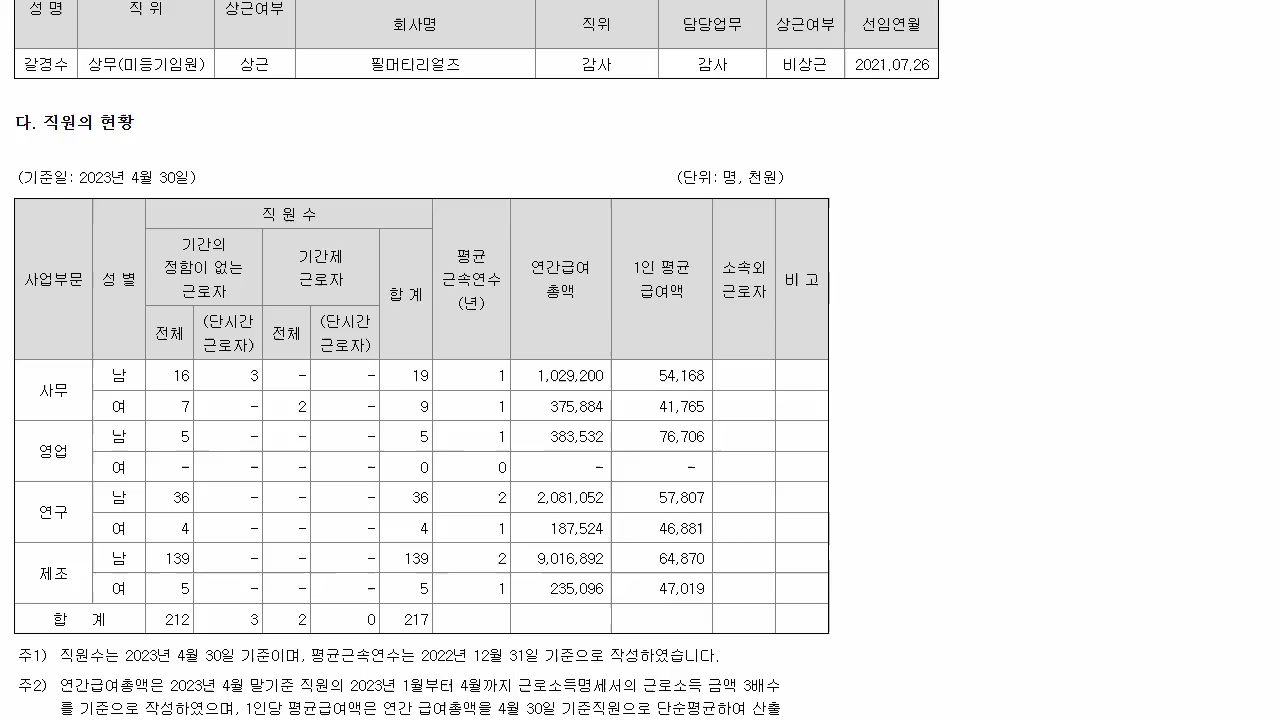 성 명 직 위 상근여부
회사명 직위 담당업무 상근여부 선임연월
갈경수 상무(미등기임원) 상근 필머티리얼즈 감사 감사 비상근 2021.07.26
다. 직원의 현황
(기준일: 2023년 4월 30일) (단위: 명, 천원)
사업부문 성 별 직 원 수 평균 근속연수 (년) 연간급여 총액 1인 평균 급여액 소속외 근로자 비 고
기간의 정함이 없는 근로자 기간제 근로자 합 계
전체 (단시간 근로자) 전체 (단시간 근로자)
사무 남 16 3 - - 19 1 1,029,200 54,168
여 7 - 2 - 9 1 375,884 41,765
영업 남 5 - - - 5 1 383,532 76,706
여 - - - - 0 0 - -
연구 남 36 - - - 36 2 2,081,052 57,807
여 4 - - - 4 1 187,524 46,881
제조 남 139 - - - 139 2 9,016,892 64,870
여 5 - - - 5 1 235,096 47,019
합 계 212 3 2 0 217
주1) 직원수는 2023년 4월 30일 기준이며, 평균근속연수는 2022년 12월 31일 기준으로 작성하였습니다.
주2) 연간급여총액은 2023년 4월 말기준 직원의 2023년 1월부터 4월까지 근로소득명세서의 근로소득 금액 3배수
를 기준으로 작성하였으며, 1인당 평균급여액은 연간 급여총액을 4월 30일 기준직원으로 단순평균하여 산출